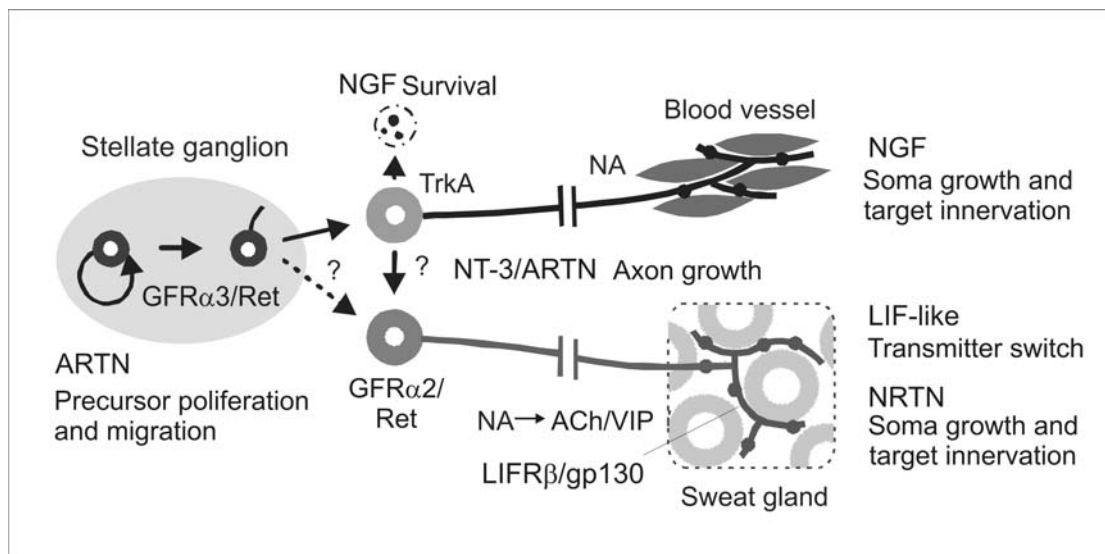 NGF Survival
Blood vessel
Stellate ganglion
TrkA
NA
NGF
Soma growth and
target innervation
?
?
GFRα3/Ret
NT-3/ARTN Axon growth
ARTN
Precursor poliferation
and migration
GFRα2/
Ret
NA→ACh/VIP
LIFRβ/gp130
Sweat gland
LIF-like
Transmitter switch
NRTN
Soma growth and
target innervation